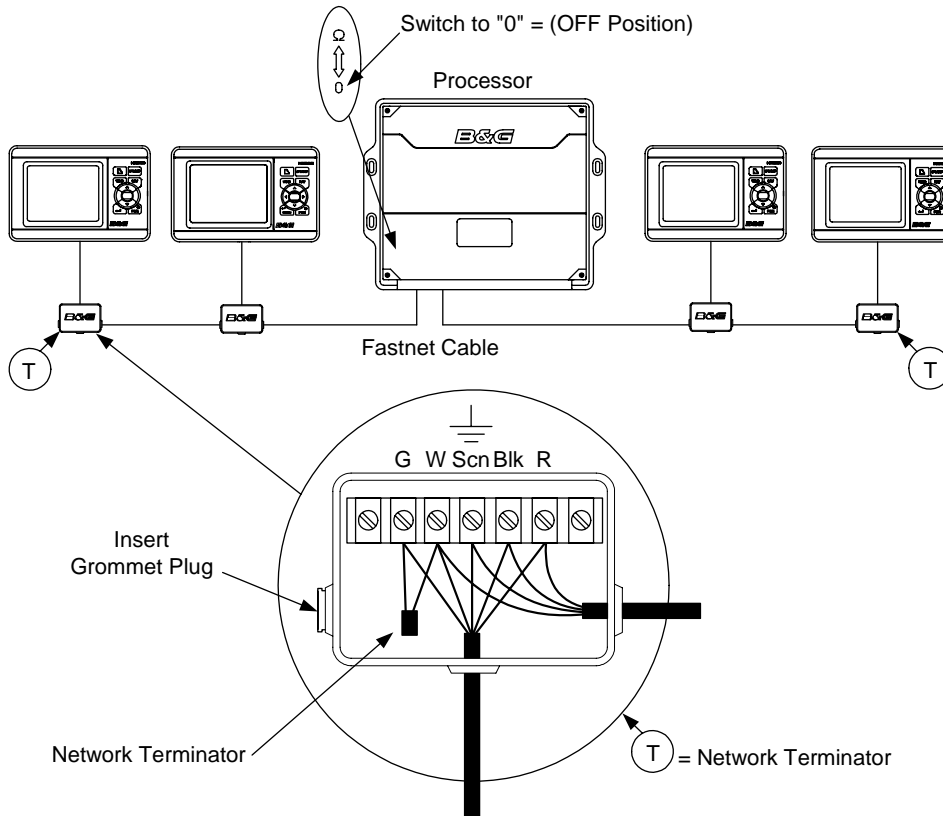 Ω
0
Switch to "0" = (OFF Position)
Processor
B&G
B&G
B&G
B&G
B&G
B&G
B&G
B&G
B&G
Fastnet Cable
T
T
G W Scn Blk R
Insert
Grommet Plug
Network Terminator
T = Network Terminator